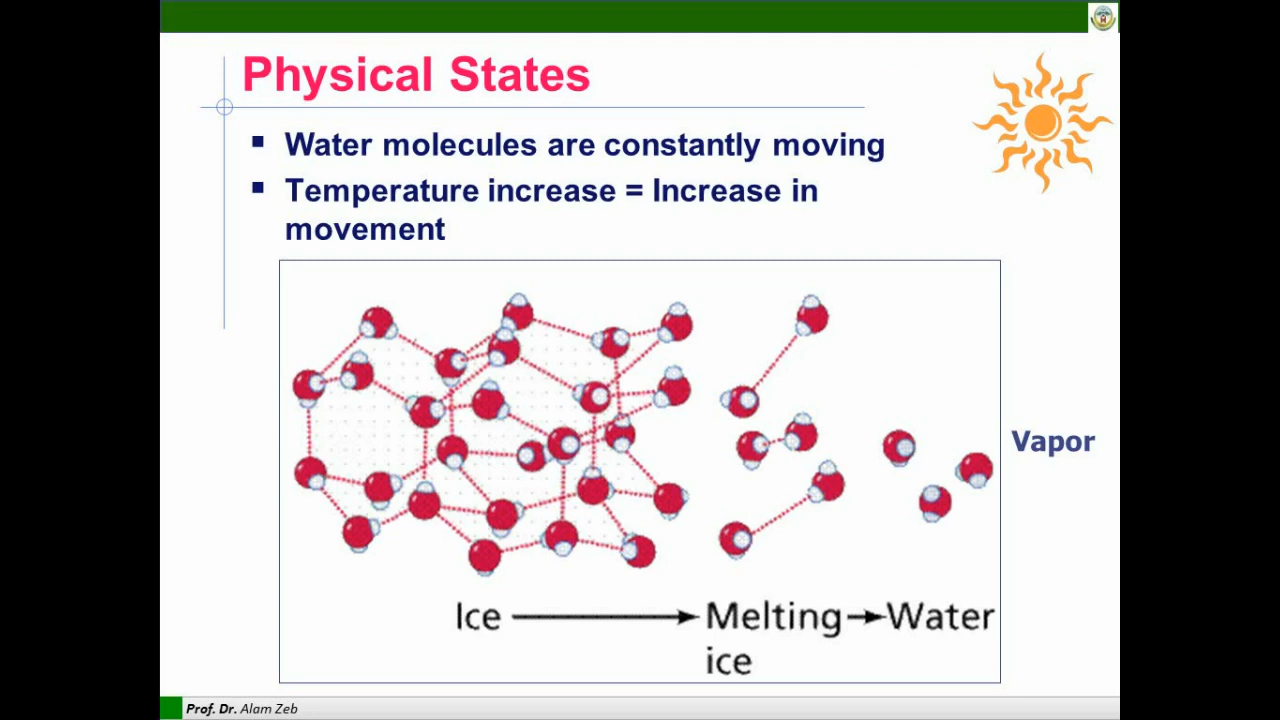 Physical States
Water molecules are constantly moving
Temperature increase = Increase in
movement
Vapor
Ice
Melting
Water
ice
Prof. Dr. Alam Zeb